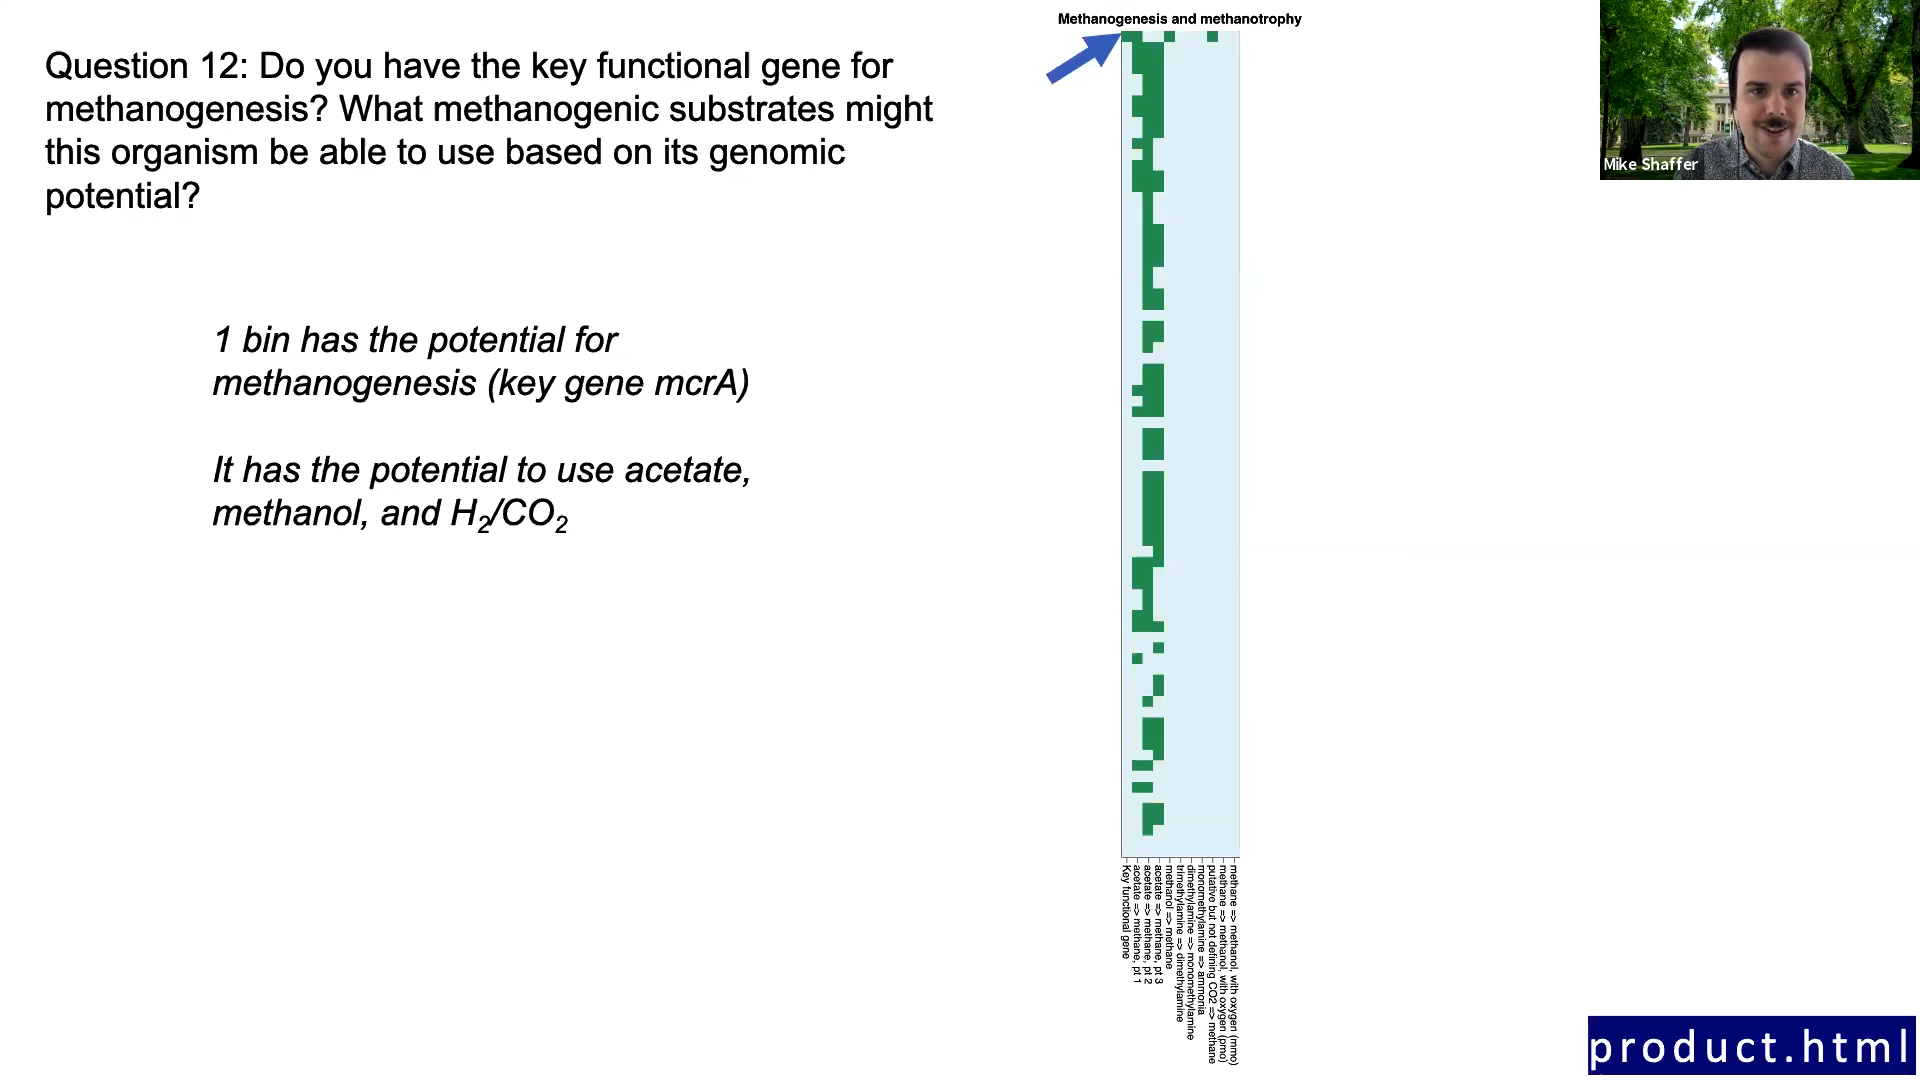 Question 12: Do you have the key functional gene for
methanogenesis? What methanogenic substrates might
this organism be able to use based on its genomic
potential?
1 bin has the potential for
methanogenesis (key gene mcrA)
It has the potential to use acetate,
methanol, and H₂/CO₂
Methanogenesis and methanotrophy
Key functional gene
acetate => methane, pt 1
acetate => methane, pt 2
acetate => methane, pt 3
methanol => methane
trimethylamine => dimethylamine
dimethylamine => monomethylamine
monomethylamine => ammonia
putative but not defining CO2 => methane
methane => methanol, with oxygen (pmo)
methane => methanol, with oxygen (mmo)
Mike Shaffer
product.html